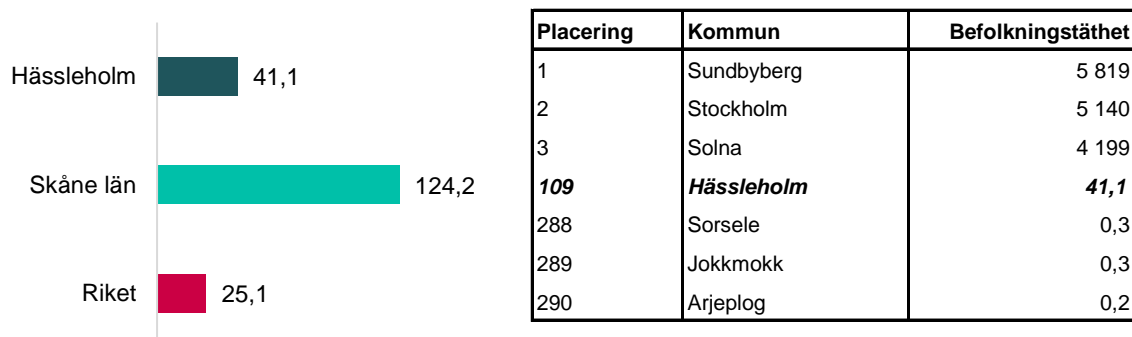 Hässleholm 41,1
Skåne län 124,2
Riket 25,1
Placering Kommun Befolkningstäthet
1 Sundbyberg 5 819
2 Stockholm 5 140
3 Solna 4 199
109 Hässleholm 41,1
288 Sorsele 0,3
289 Jokkmokk 0,3
290 Arjeplog 0,2